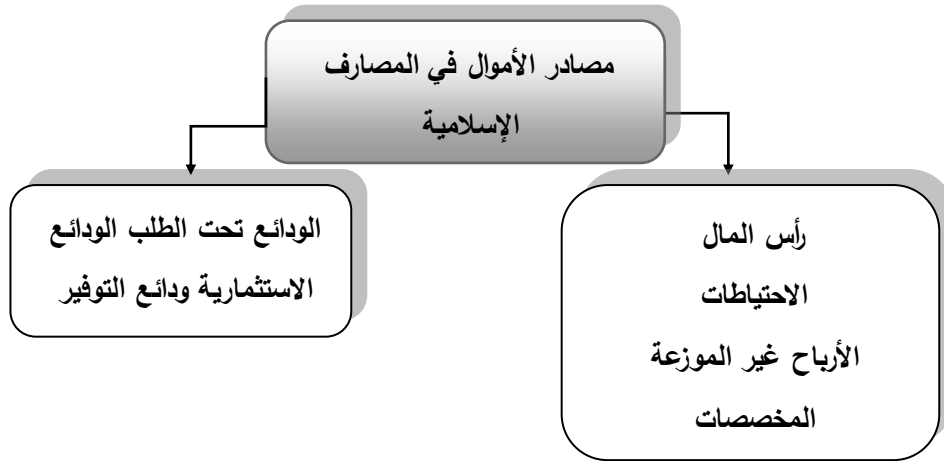 مصادر الأموال في المصارف
الإسلامية
رأس المال
الاحتياطات
الأرباح غير الموزعة
المخصصات
الودائع تحت الطلب الودائع
الاستثمارية ودائع التوفير